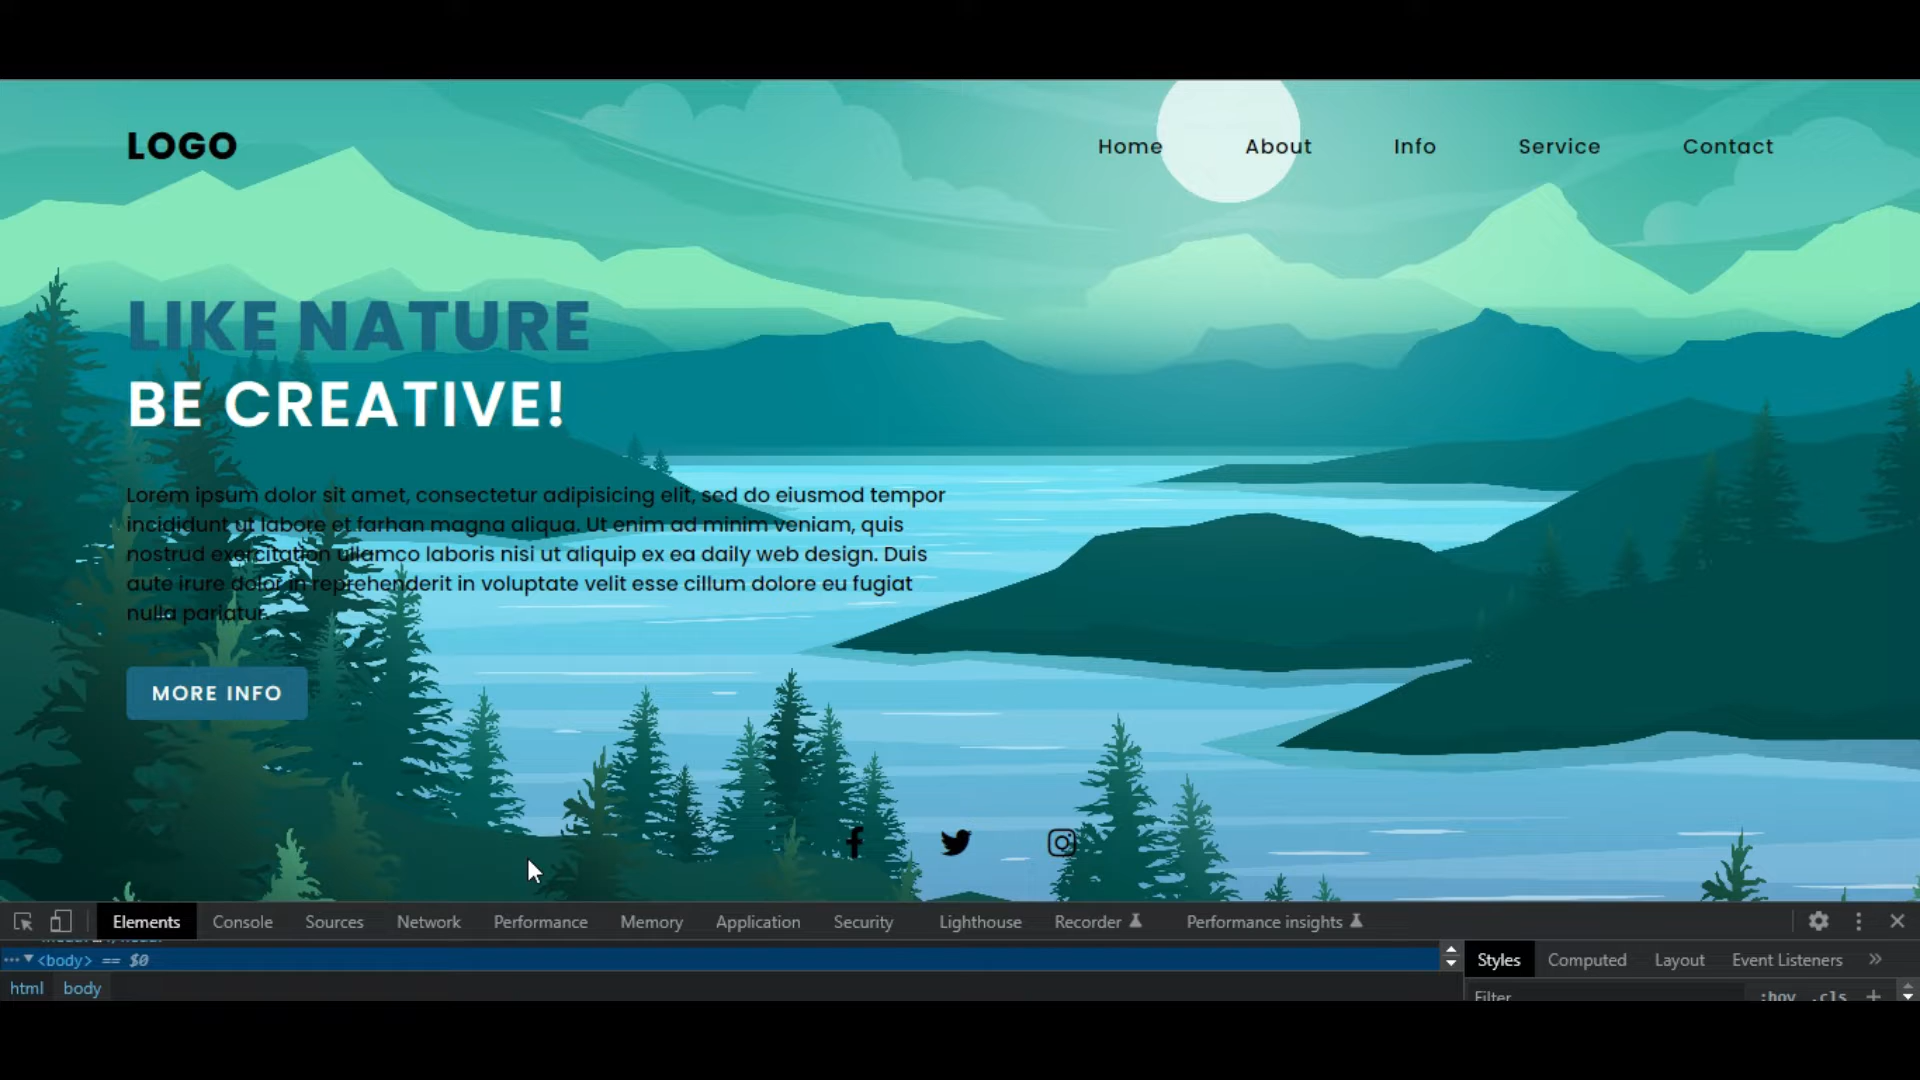 LOGO
Home About Info Service Contact
LIKE NATURE
BE CREATIVE!
Lorem ipsum dolor sit amet, consectetur adipisicing elit, sed do eiusmod tempor
incididunt ut labore et farhan magna aliqua. Ut enim ad minim veniam, quis
nostrud exercitation ullamco laboris nisi ut aliquip ex ea daily web design. Duis
aute irure dolor in reprehenderit in voluptate velit esse cillum dolore eu fugiat
nulla pariatur.
MORE INFO
Elements Console Sources Network Performance Memory Application Security Lighthouse Recorder Performance insights
<body> == $0
Styles Computed Layout Event Listeners
html body
Filter :hov .cls +